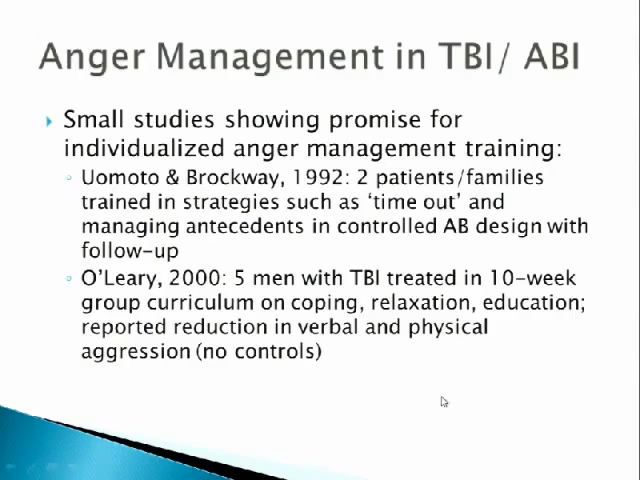 Anger Management in TBI/ ABI
Small studies showing promise for
individualized anger management training:
Uomoto & Brockway, 1992: 2 patients/families
trained in strategies such as ‘time out’ and
managing antecedents in controlled AB design with
follow-up
O’Leary, 2000: 5 men with TBI treated in 10-week
group curriculum on coping, relaxation, education;
reported reduction in verbal and physical
aggression (no controls)